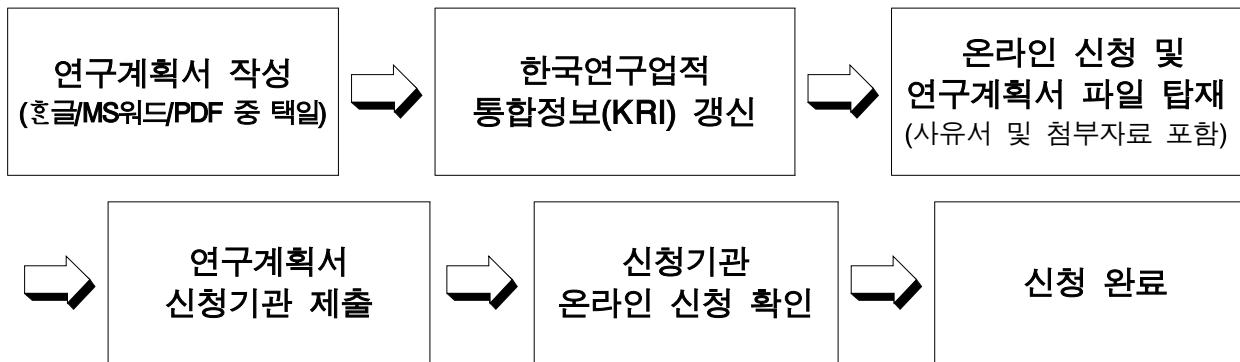 연구계획서 작성
(ᄒᆞᆫ글/MS워드/PDF 중 택일)
한국연구업적
통합정보(KRI) 갱신
온라인 신청 및
연구계획서 파일 탑재
(사유서 및 첨부자료 포함)
연구계획서
신청기관 제출
신청기관
온라인 신청 확인
신청 완료